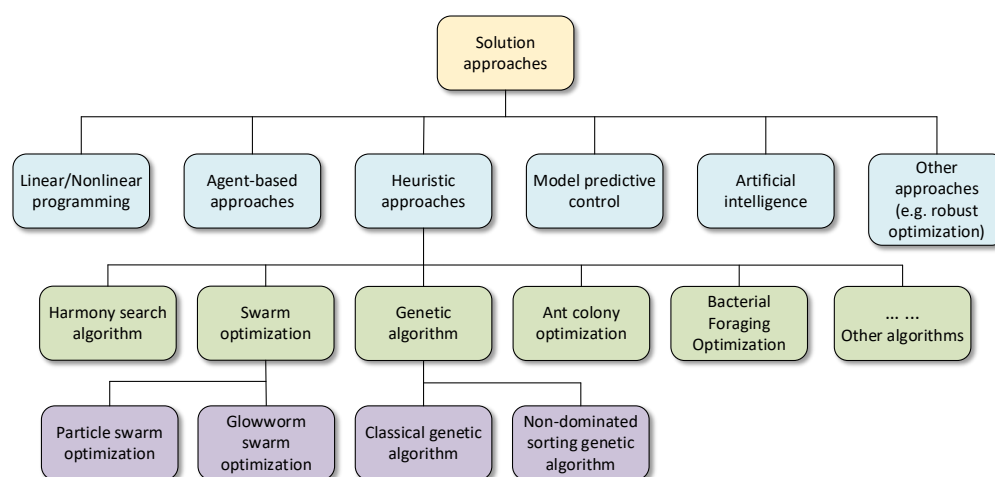 Solution
approaches
Linear/Nonlinear
programming
Agent-based
approaches
Heuristic
approaches
Model predictive
control
Artificial
intelligence
Other
approaches
(e.g. robust
optimization)
Harmony search
algorithm
Swarm
optimization
Genetic
algorithm
Ant colony
optimization
Bacterial
Foraging
Optimization
... ...
Other algorithms
Particle swarm
optimization
Glowworm
swarm
optimization
Classical genetic
algorithm
Non-dominated
sorting genetic
algorithm